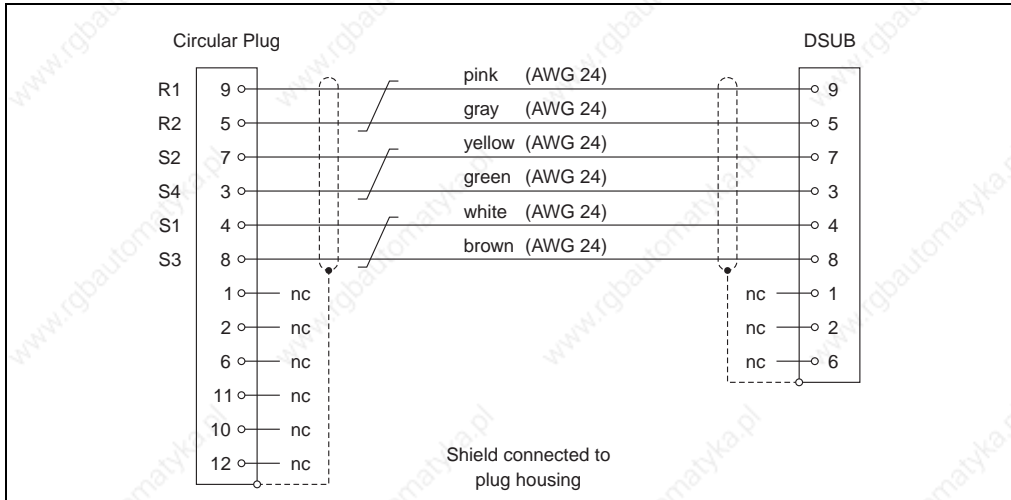 Circular Plug DSUB
R1 9 pink (AWG 24) 9
R2 5 gray (AWG 24) 5
S2 7 yellow (AWG 24) 7
S4 3 green (AWG 24) 3
S1 4 white (AWG 24) 4
S3 8 brown (AWG 24) 8
1 nc nc 1
2 nc nc 2
6 nc nc 6
11 nc
10 nc
12 nc
Shield connected to
plug housing
www.rgbautomatyka.pl